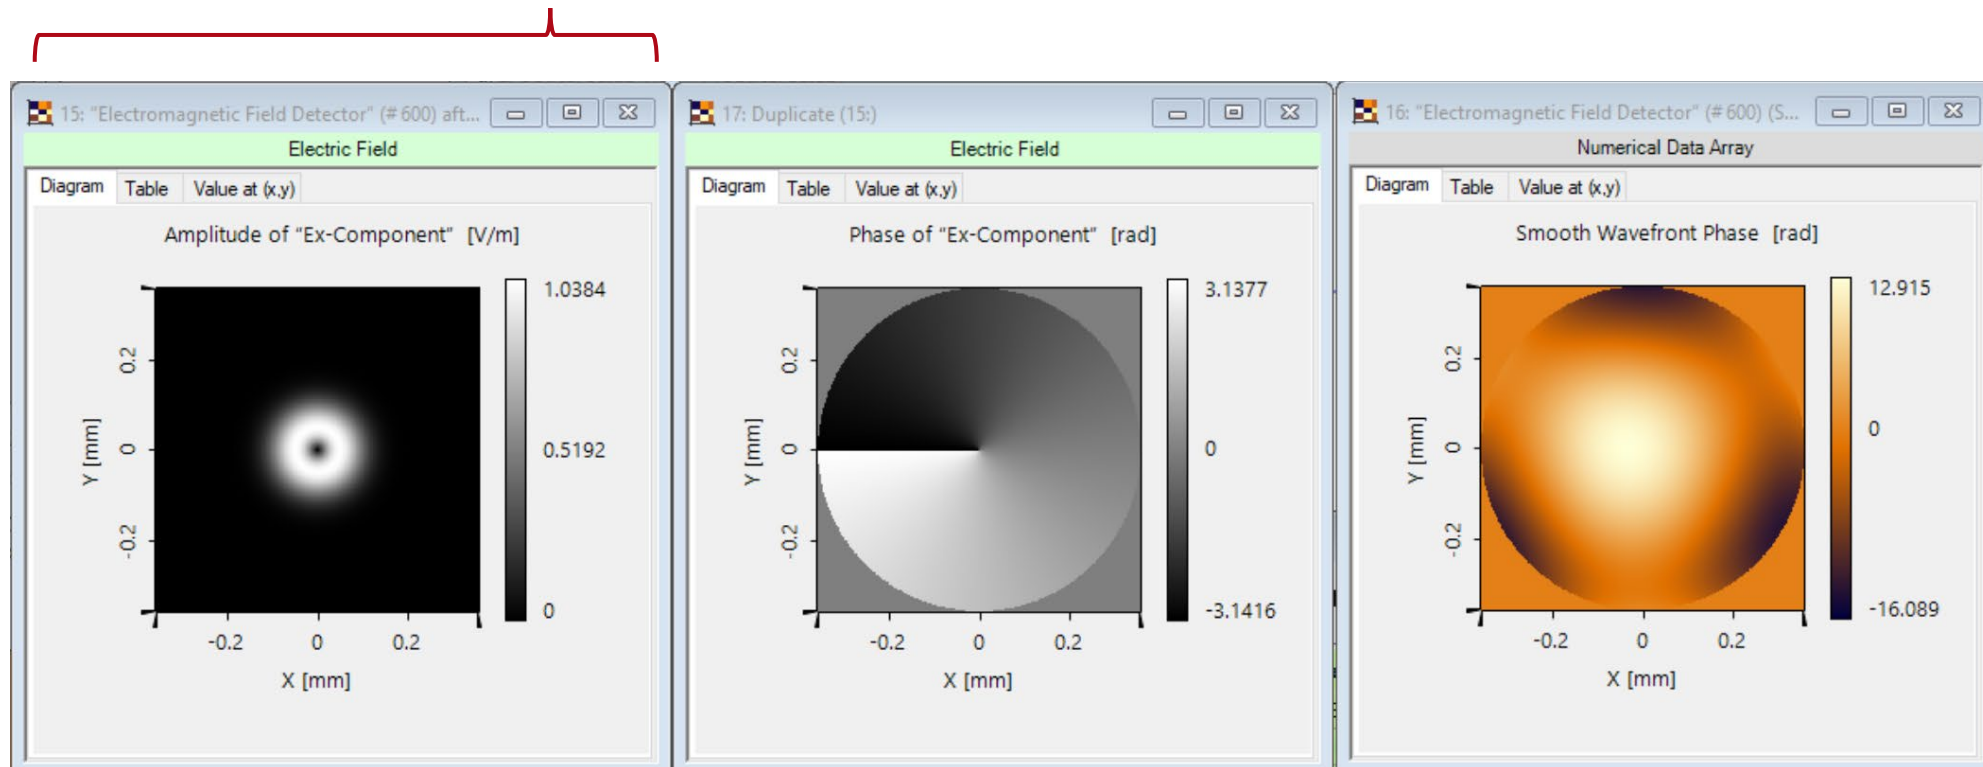 15: "Electromagnetic Field Detector" (# 600) aft...
Electric Field
Diagram Table Value at (x,y)
Amplitude of "Ex-Component" [V/m]
1.0384
0.5192
0
0.2
0
-0.2
Y [mm]
-0.2 0 0.2
X [mm]
17: Duplicate (15:)
Electric Field
Diagram Table Value at (x,y)
Phase of "Ex-Component" [rad]
3.1377
0
-3.1416
0.2
0
-0.2
Y [mm]
-0.2 0 0.2
X [mm]
16: "Electromagnetic Field Detector" (# 600) (S...
Numerical Data Array
Diagram Table Value at (x,y)
Smooth Wavefront Phase [rad]
12.915
0
-16.089
0.2
0
-0.2
Y [mm]
-0.2 0 0.2
X [mm]